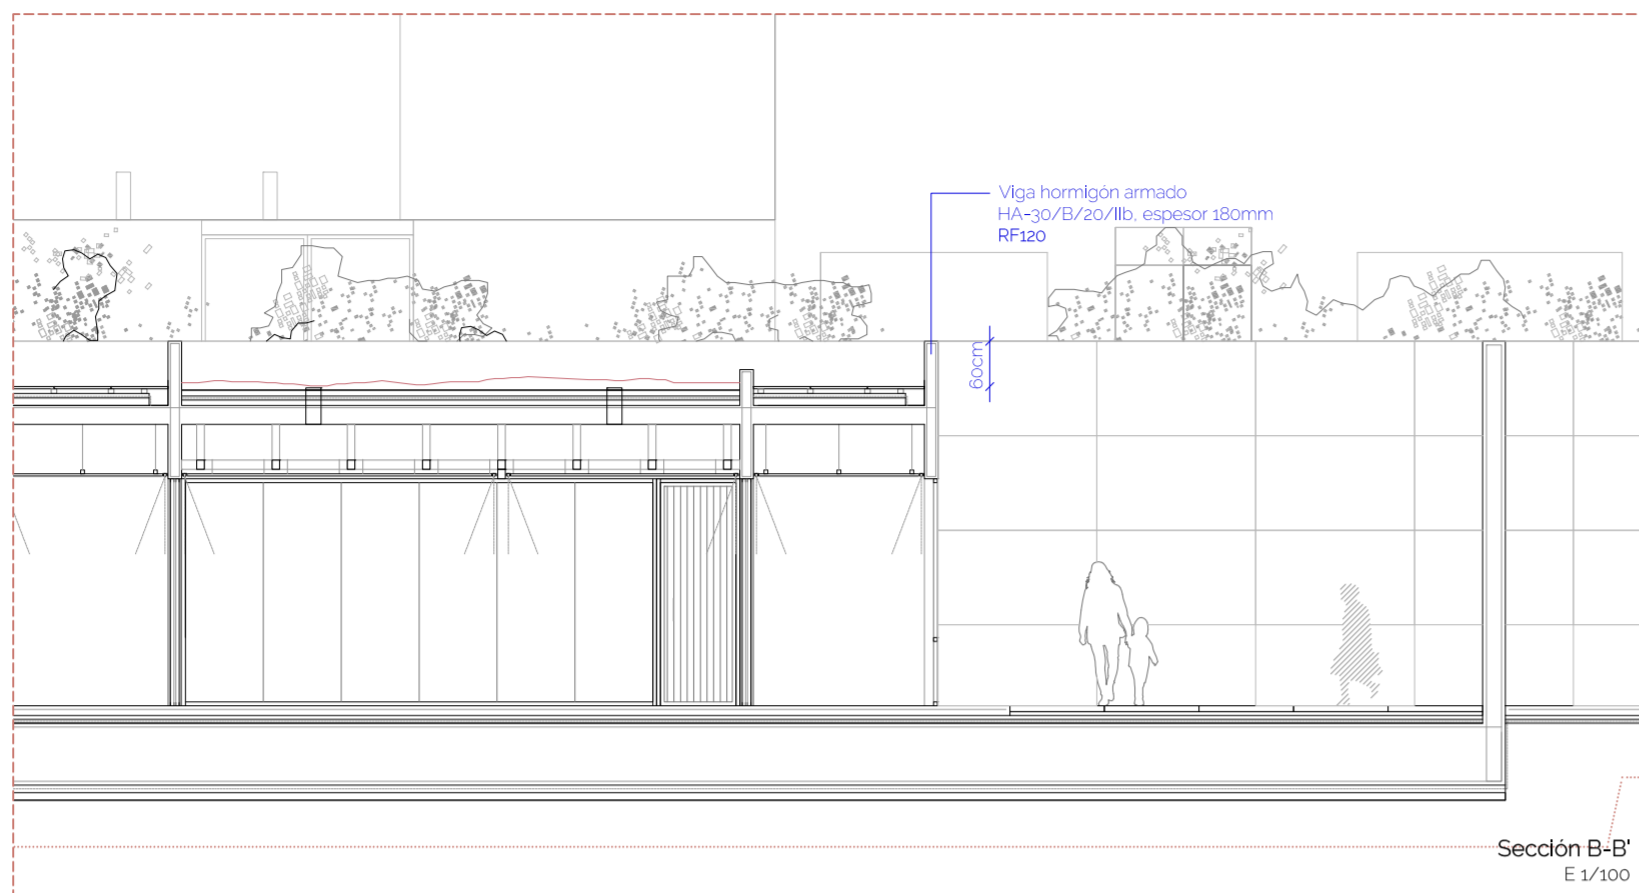 Viga hormigón armado
HA-30/B/20/IIb, espesor 180mm
RF120
60cm
Sección B-B'
E 1/100